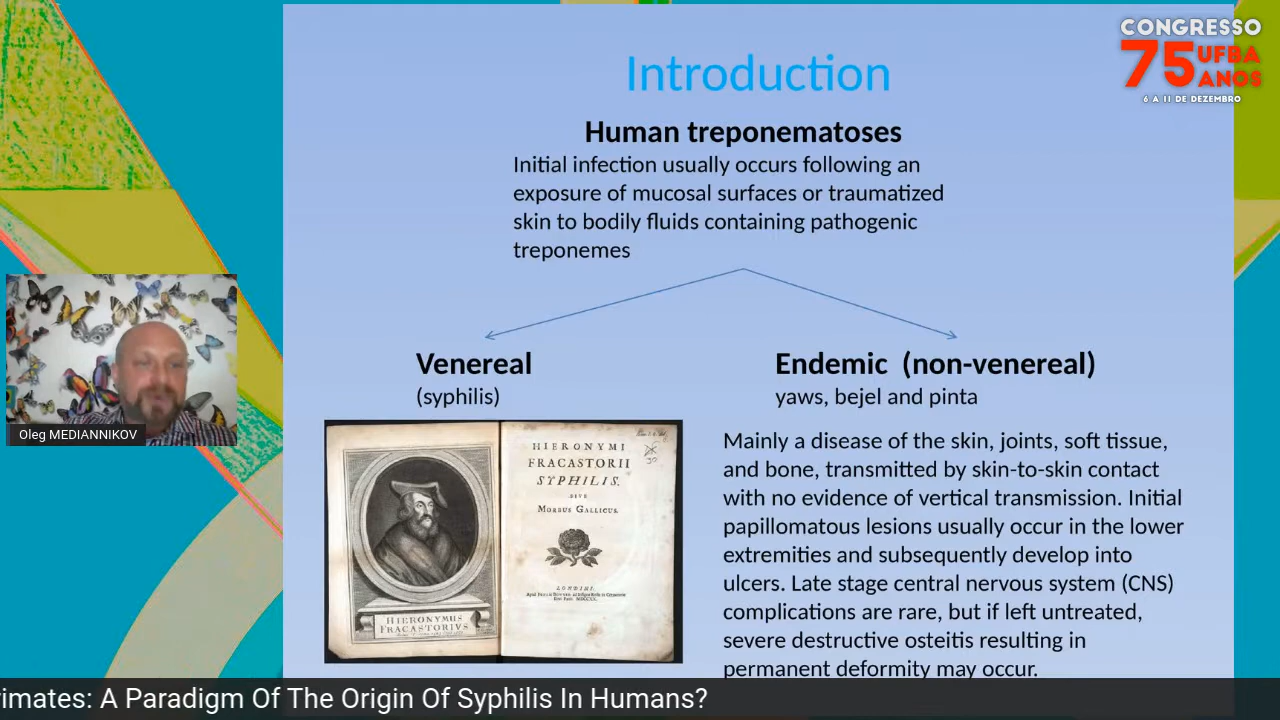 CONGRESSO
75 UFBA
ANOS
6 A 11 DE DEZEMBRO
Introduction
Human treponematoses
Initial infection usually occurs following an
exposure of mucosal surfaces or traumatized
skin to bodily fluids containing pathogenic
treponemes
Venereal
(syphilis)
Endemic (non-venereal)
yaws, bejel and pinta
Mainly a disease of the skin, joints, soft tissue,
and bone, transmitted by skin-to-skin contact
with no evidence of vertical transmission. Initial
papillomatous lesions usually occur in the lower
extremities and subsequently develop into
ulcers. Late stage central nervous system (CNS)
complications are rare, but if left untreated,
severe destructive osteitis resulting in
permanent deformity may occur.
HIERONYMI
FRACASTORII
SYPHILIS.
SIVE
MORBUS GALLICUS.
LONDINI.
HIERONYMUS
FRACASTORIVS
Oleg MEDIANNIKOV
rimates: A Paradigm Of The Origin Of Syphilis In Humans?